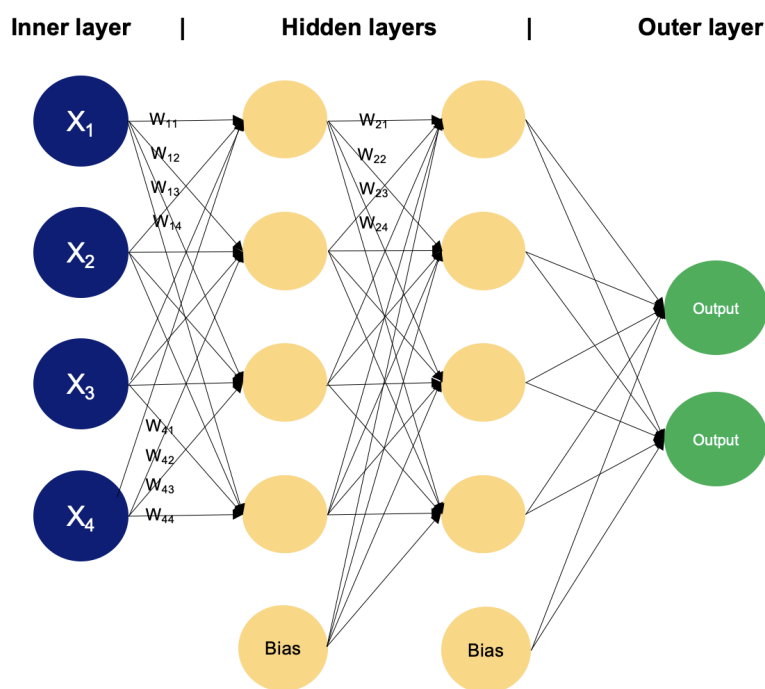 Inner layer | Hidden layers | Outer layer
X₁
W₁₁
W₁₂
W₁₃
W₁₄
W₂₁
W₂₂
W₂₃
W₂₄
X₂
X₃
X₄
W₄₁
W₄₂
W₄₃
W₄₄
Output
Output
Bias
Bias